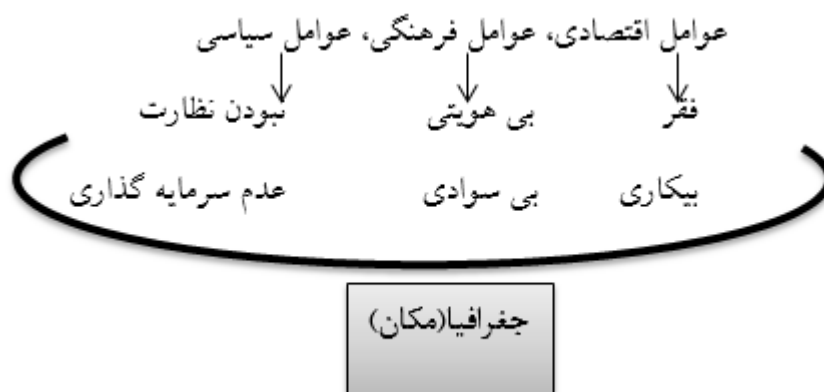 عوامل اقتصادی، عوامل فرهنگی، عوامل سیاسی
فقر بی هویتی نبودن نظارت
بیکاری بی سوادی عدم سرمایه گذاری
جغرافیا(مکان)